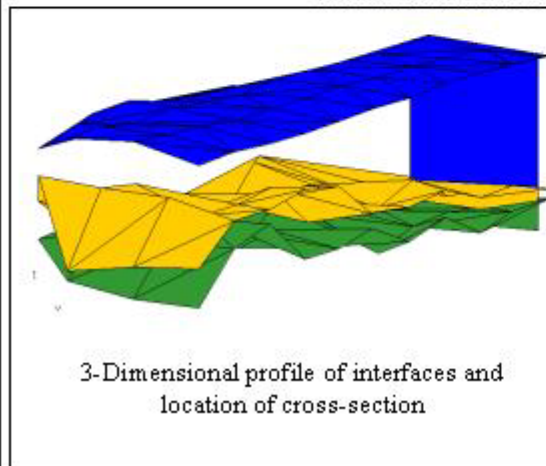 3-Dimensional profile of interfaces and
location of cross-section